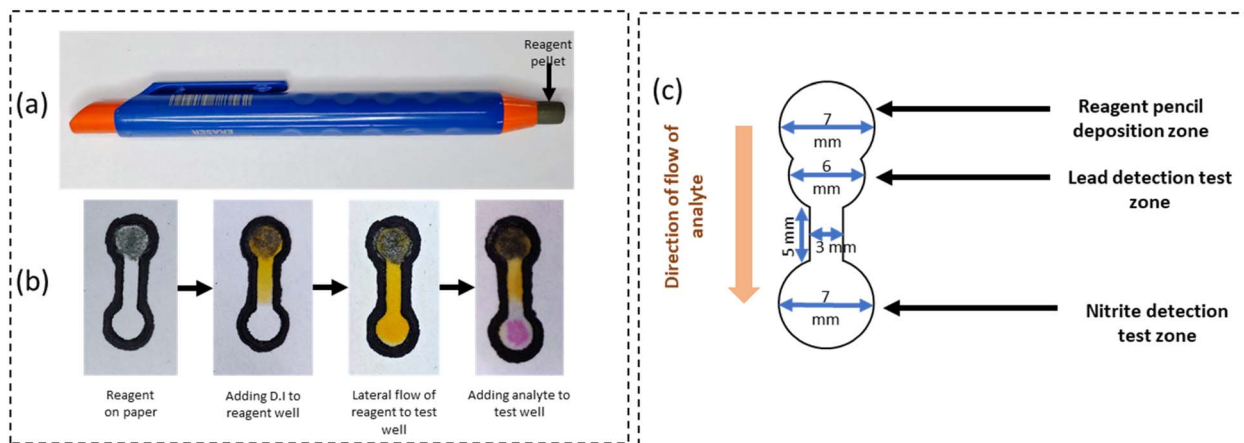 (a)
Reagent
pellet
ERASER
(b)
Reagent
on paper
Adding D.I to
reagent well
Lateral flow of
reagent to test
well
Adding analyte to
test well
(c)
Direction of flow of
analyte
7
mm
6
mm
5 mm
3 mm
7
mm
Reagent pencil
deposition zone
Lead detection test
zone
Nitrite detection
test zone